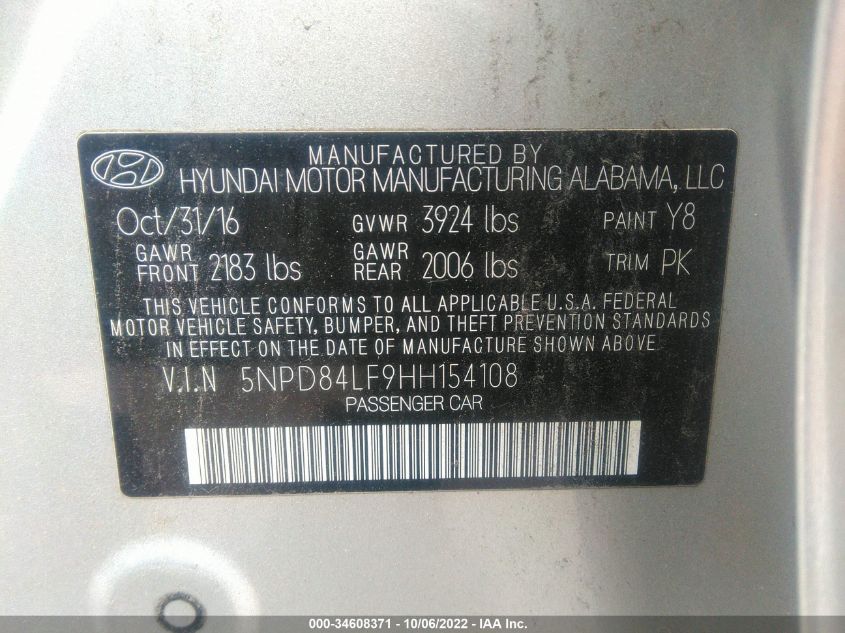 MANUFACTURED BY
HYUNDAI MOTOR MANUFACTURING ALABAMA, LLC
Oct/31/16 GVWR 3924 lbs PAINT Y8
GAWR FRONT 2183 lbs GAWR REAR 2006 lbs TRIM PK
THIS VEHICLE CONFORMS TO ALL APPLICABLE U.S.A. FEDERAL
MOTOR VEHICLE SAFETY, BUMPER, AND THEFT PREVENTION STANDARDS
IN EFFECT ON THE DATE OF MANUFACTURE SHOWN ABOVE.
V.I.N 5NPD84LF9HH154108
PASSENGER CAR
000-34608371 - 10/06/2022 - IAA Inc.